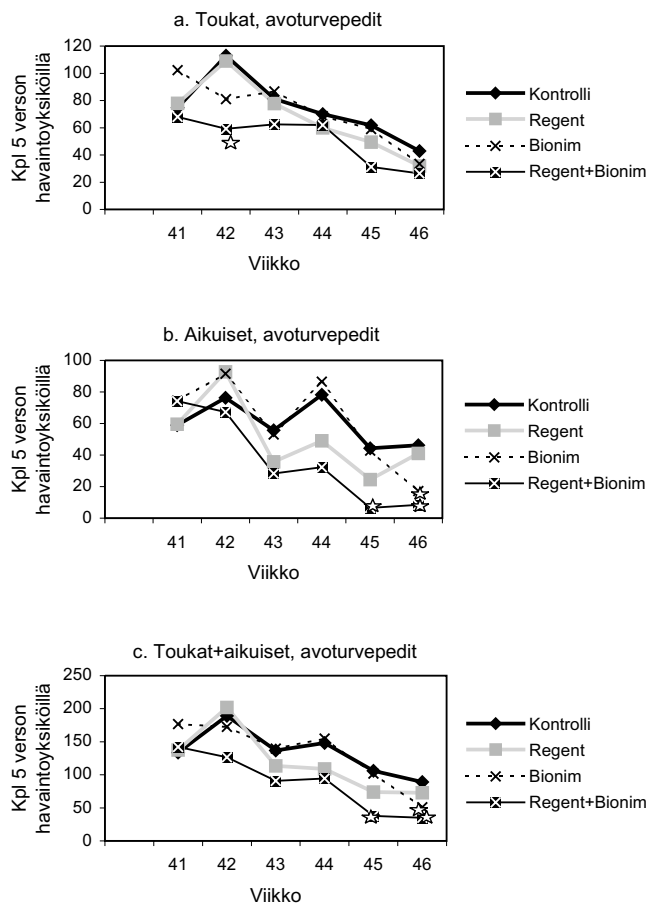 a. Toukat, avoturvepedit
Kpl 5 verson
havaintoyksiköillä
120
100
80
60
40
20
0
41 42 43 44 45 46
Viikko
Kontrolli
Regent
Bionim
Regent+Bionim
b. Aikuiset, avoturvepedit
Kpl 5 verson
havaintoyksiköillä
100
80
60
40
20
0
41 42 43 44 45 46
Viikko
Kontrolli
Regent
Bionim
Regent+Bionim
c. Toukat+aikuiset, avoturvepedit
Kpl 5 verson
havaintoyksiköillä
250
200
150
100
50
0
41 42 43 44 45 46
Viikko
Kontrolli
Regent
Bionim
Regent+Bionim